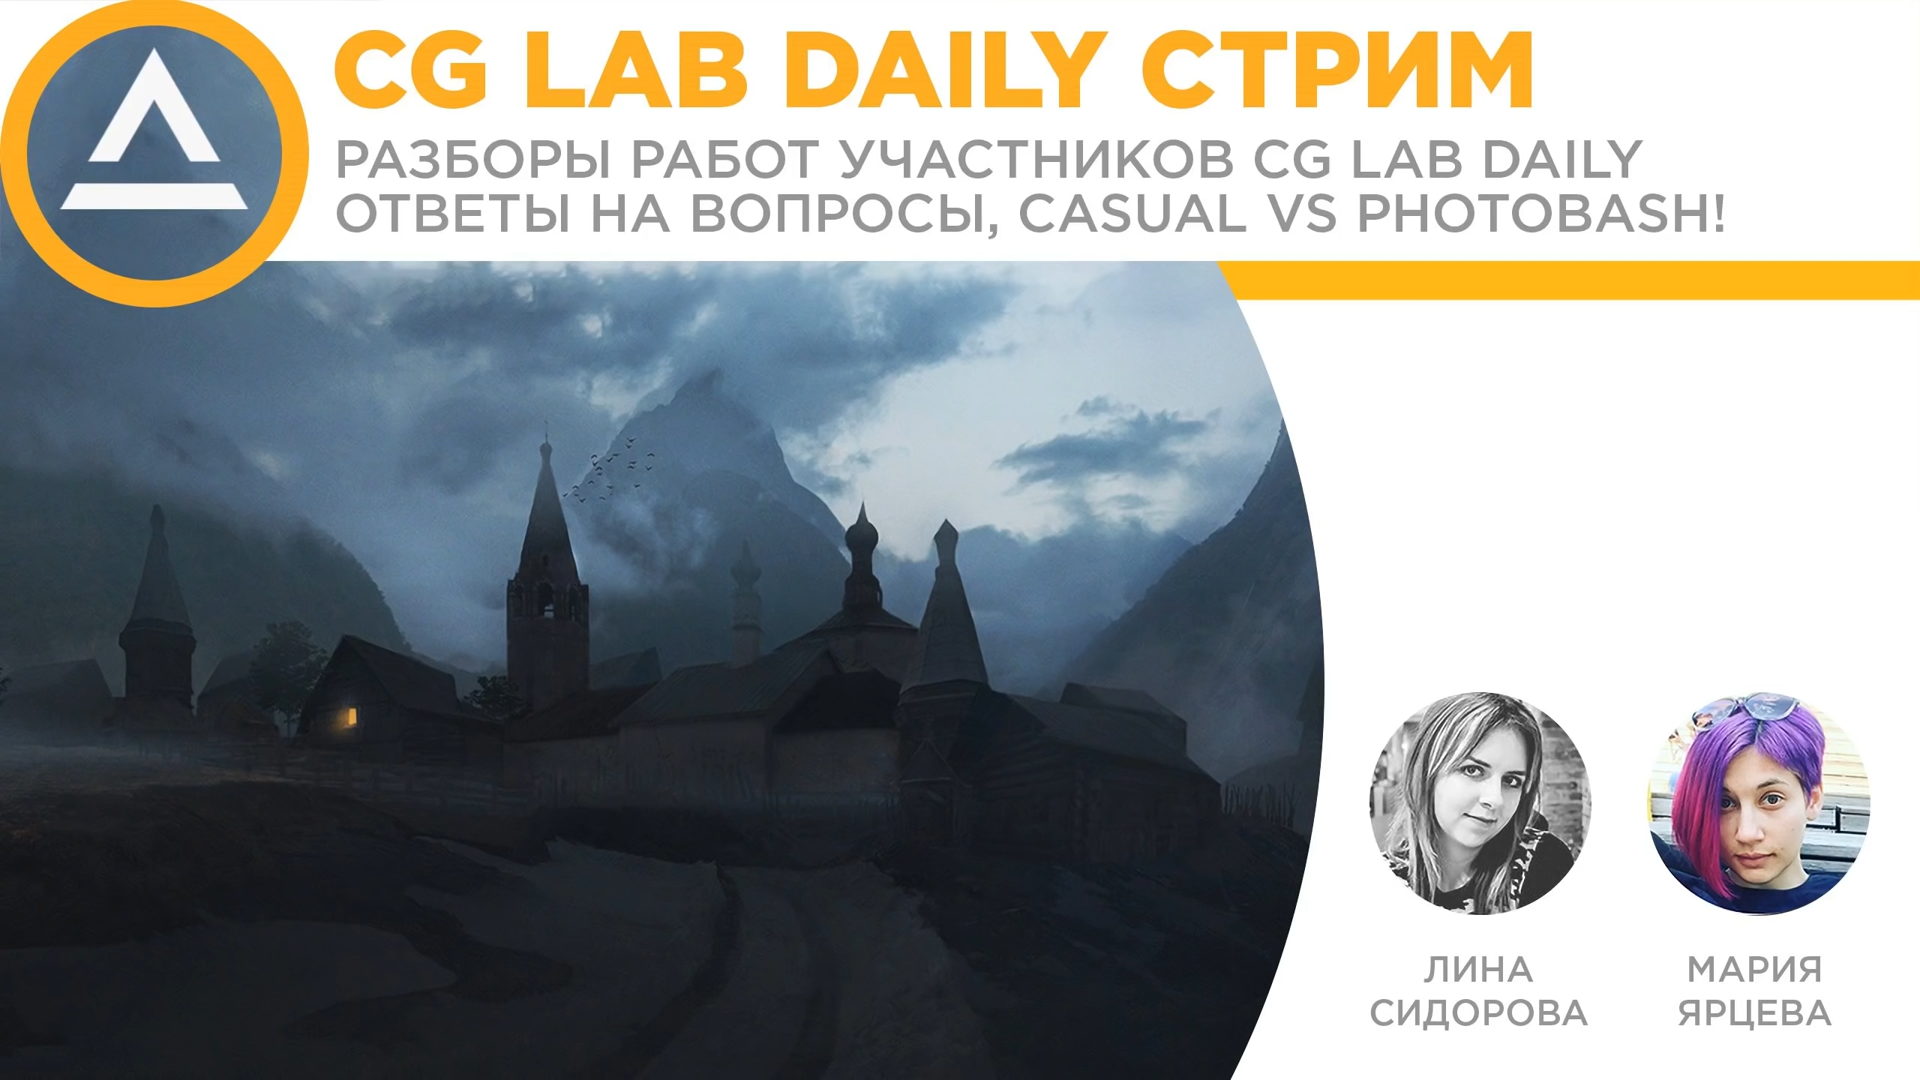 CG LAB DAILY СТРИМ
РАЗБОРЫ РАБОТ УЧАСТНИКОВ CG LAB DAILY
ОТВЕТЫ НА ВОПРОСЫ, CASUAL VS PHOTOBASH!
ЛИНА
СИДОРОВА
МАРИЯ
ЯРЦЕВА